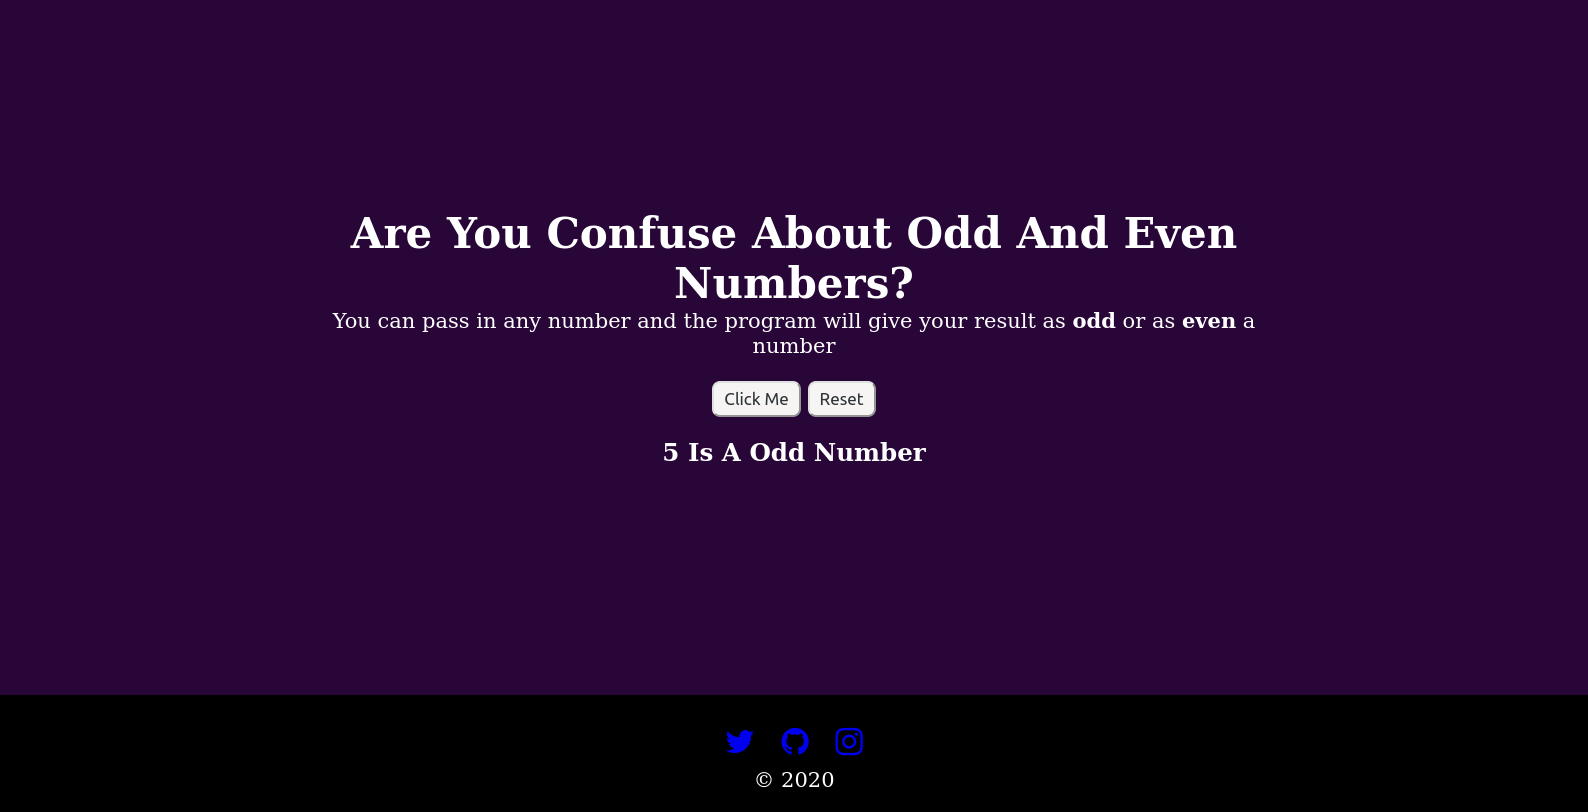 Are You Confuse About Odd And Even
Numbers?
You can pass in any number and the program will give your result as odd or as even a
number
Click Me Reset
5 Is A Odd Number
© 2020